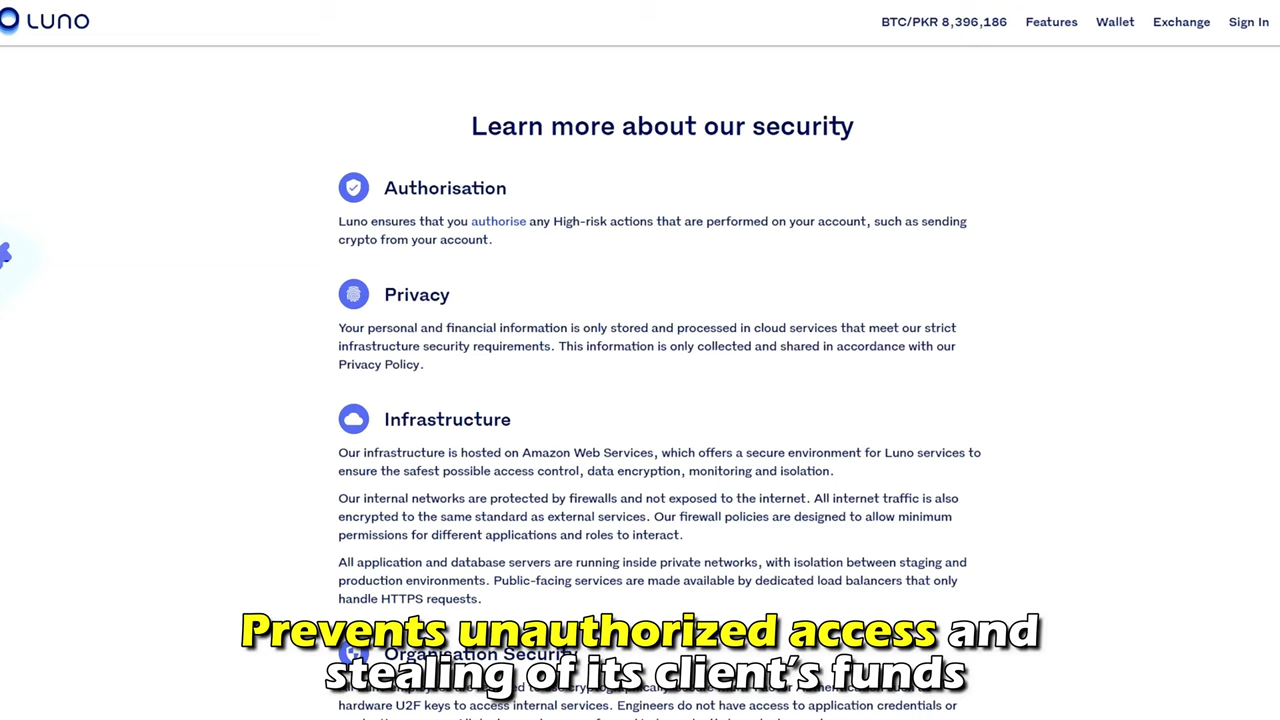 LUNO
BTC/PKR 8,396,186 Features Wallet Exchange Sign In
Learn more about our security
Authorisation
Luno ensures that you authorise any High-risk actions that are performed on your account, such as sending
crypto from your account.
Privacy
Your personal and financial information is only stored and processed in cloud services that meet our strict
infrastructure security requirements. This information is only collected and shared in accordance with our
Privacy Policy.
Infrastructure
Our infrastructure is hosted on Amazon Web Services, which offers a secure environment for Luno services to
ensure the safest possible access control, data encryption, monitoring and isolation.
Our internal networks are protected by firewalls and not exposed to the internet. All internet traffic is also
encrypted to the same standard as external services. Our firewall policies are designed to allow minimum
permissions for different applications and roles to interact.
All application and database servers are running inside private networks, with isolation between staging and
production environments. Public-facing services are made available by dedicated load balancers that only
handle HTTPS requests.
Prevents unauthorized access and
Organisation Security
stealing of its client's funds
hardware U2F keys to access internal services. Engineers do not have access to application credentials or